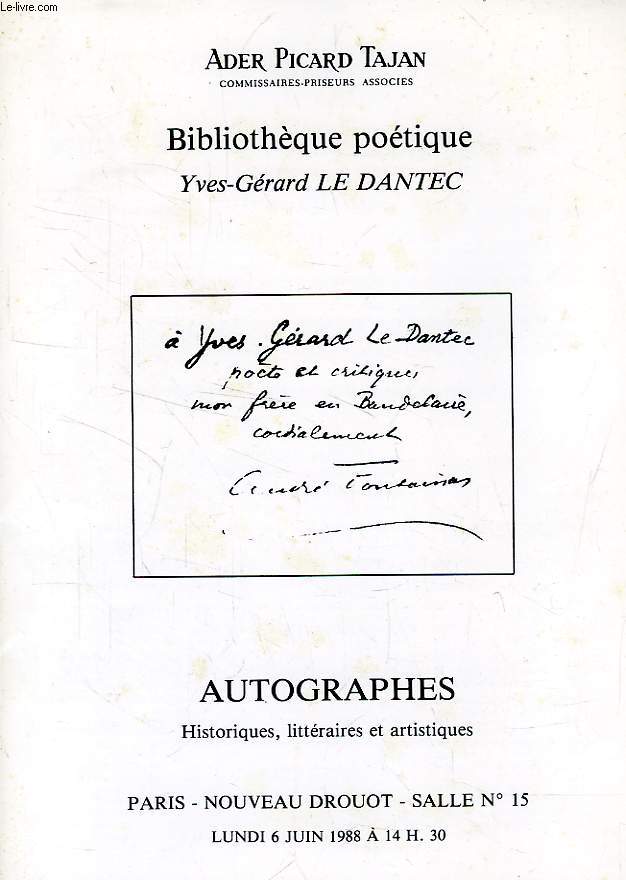 Le-livre.com
ADER PICARD TAJAN
COMMISSAIRES-PRISEURS ASSOCIES
Bibliothèque poétique
Yves-Gérard LE DANTEC
à Yves-Gérard Le Dantec
poète et critique,
mon frère en Baudelaire,
cordialement
André Fontainas
AUTOGRAPHES
Historiques, littéraires et artistiques
PARIS - NOUVEAU DROUOT - SALLE N° 15
LUNDI 6 JUIN 1988 À 14 H. 30